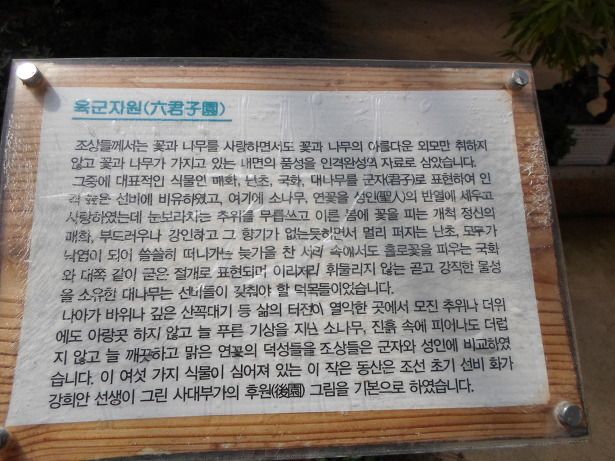 육군자원(六君子園)
조상들께서는 꽃과 나무를 사랑하면서도 꽃과 나무의 아름다운 외모만 취하지
않고 꽃과 나무가 가지고 있는 내면의 품성을 인격완성의 자료로 삼았습니다.
그중에 대표적인 식물인 매화, 난초, 국화, 대나무를 군자(君子)로 표현하여 인
격 높은 선비에 비유하였고, 여기에 소나무, 연꽃을 성인(聖人)의 반열에 세우고
사랑하였는데 눈보라치는 추위를 무릅쓰고 이른 봄에 꽃을 피는 개척 정신의
매화, 부드러우나 강인하고 그 향기가 없는듯하면서 멀리 퍼지는 난초, 모두가
낙엽이 되어 쓸쓸히 떠나가는 늦가을 찬 서리 속에서도 홀로꽃을 피우는 국화
와 대쪽 같이 굳은 절개로 표현되며 이리저리 휘둘리지 않는 곧고 강직한 물성
을 소유한 대나무는 선비들이 갖춰야 할 덕목들이었습니다.
나아가 바위나 깊은 산꼭대기 등 삶의 터전이 열악한 곳에서 모진 추위나 더위
에도 아랑곳 하지 않고 늘 푸른 기상을 지닌 소나무, 진흙 속에 피어나도 더럽
지 않고 늘 깨끗하고 맑은 연꽃의 덕성들을 조상들은 군자와 성인에 비교하였
습니다. 이 여섯 가지 식물이 심어져 있는 이 작은 동산은 조선 초기 선비 화가
강희안 선생이 그린 사대부가의 후원(後園) 그림을 기본으로 하였습니다.